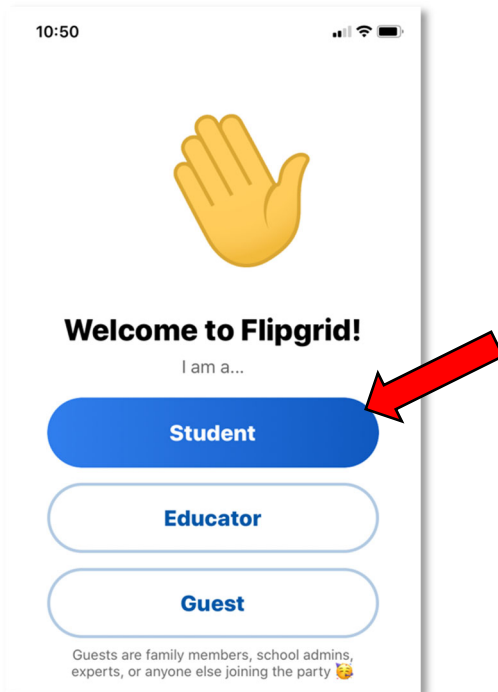 10:50
Welcome to Flipgrid!
I am a...
Student
Educator
Guest
Guests are family members, school admins,
experts, or anyone else joining the party 🥳